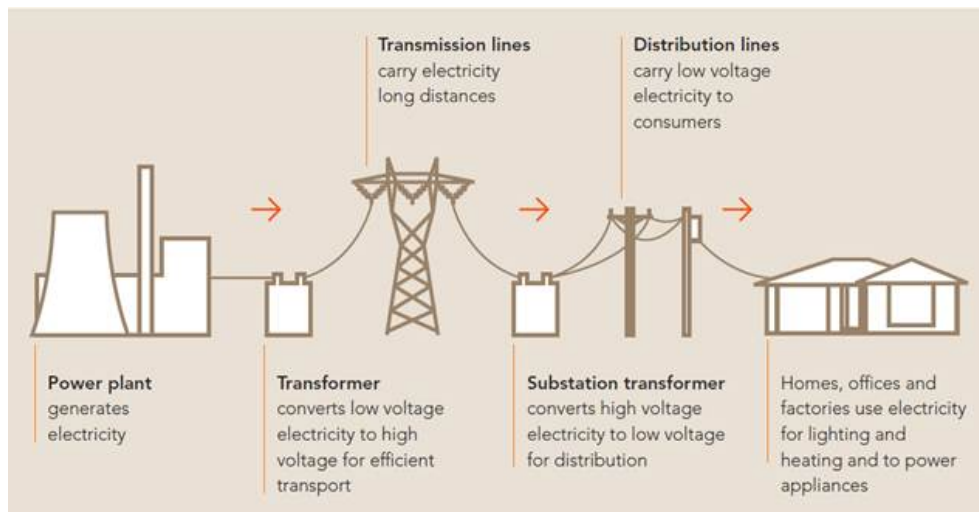 Transmission lines
carry electricity
long distances
Distribution lines
carry low voltage
electricity to
consumers
Power plant
generates
electricity
Transformer
converts low voltage
electricity to high
voltage for efficient
transport
Substation transformer
converts high voltage
electricity to low voltage
for distribution
Homes, offices and
factories use electricity
for lighting and
heating and to power
appliances